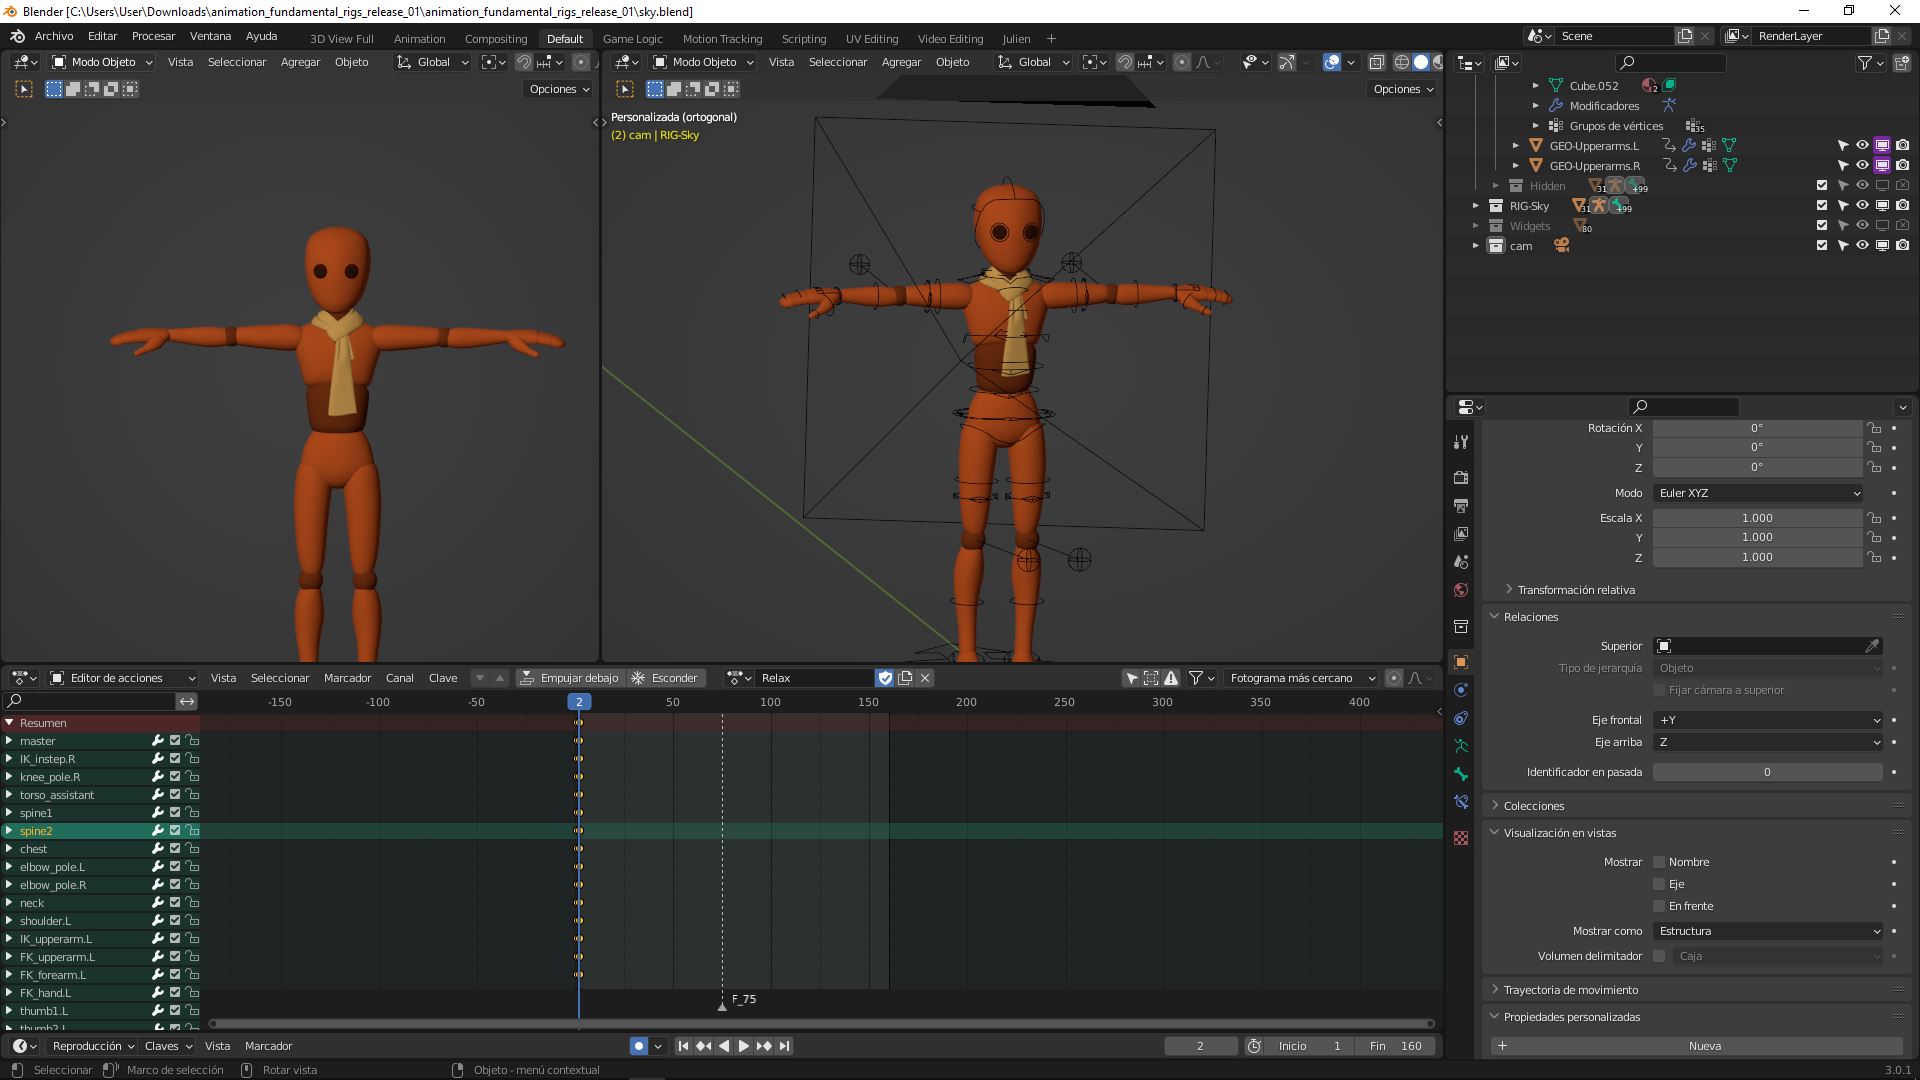 Blender [C:\Users\User\Downloads\animation_fundamental_rigs_release_01\animation_fundamental_rigs_release_01\sky.blend]
Archivo Editar Procesar Ventana Ayuda 3D View Full Animation Compositing Default Game Logic Motion Tracking Scripting UV Editing Video Editing Julien + Scene RenderLayer
Modo Objeto Vista Seleccionar Agregar Objeto Global
Modo Objeto Vista Seleccionar Agregar Objeto Global
Opciones
Opciones
Personalizada (ortogonal)
(2) cam | RIG-Sky
Cube.052 2
Modificadores
Grupos de vértices 35
GEO-Upperarms.L
GEO-Upperarms.R
Hidden 31 +99
RIG-Sky 31 +99
Widgets 80
cam
Rotación X 0°
Y 0°
Z 0°
Modo Euler XYZ
Escala X 1.000
Y 1.000
Z 1.000
Transformación relativa
Relaciones
Superior
Tipo de jerarquía Objeto
Fijar cámara a superior
Eje frontal +Y
Eje arriba Z
Identificador en pasada 0
Colecciones
Visualización en vistas
Mostrar Nombre
Eje
En frente
Mostrar como Estructura
Volumen delimitador Caja
Trayectoria de movimiento
Propiedades personalizadas
+ Nueva
Editor de acciones Vista Seleccionar Marcador Canal Clave Empujar debajo Esconder Relax Fotograma más cercano
-150 -100 -50 2 50 100 150 200 250 300 350 400
Resumen
master
IK_instep.R
knee_pole.R
torso_assistant
spine1
spine2
chest
elbow_pole.L
elbow_pole.R
neck
shoulder.L
IK_upperarm.L
FK_upperarm.L
FK_forearm.L
FK_hand.L
thumb1.L
thumb2.L
F_75
Reproducción Claves Vista Marcador 2 Inicio 1 Fin 160
Seleccionar Marco de selección Rotar vista Objeto - menú contextual 3.0.1